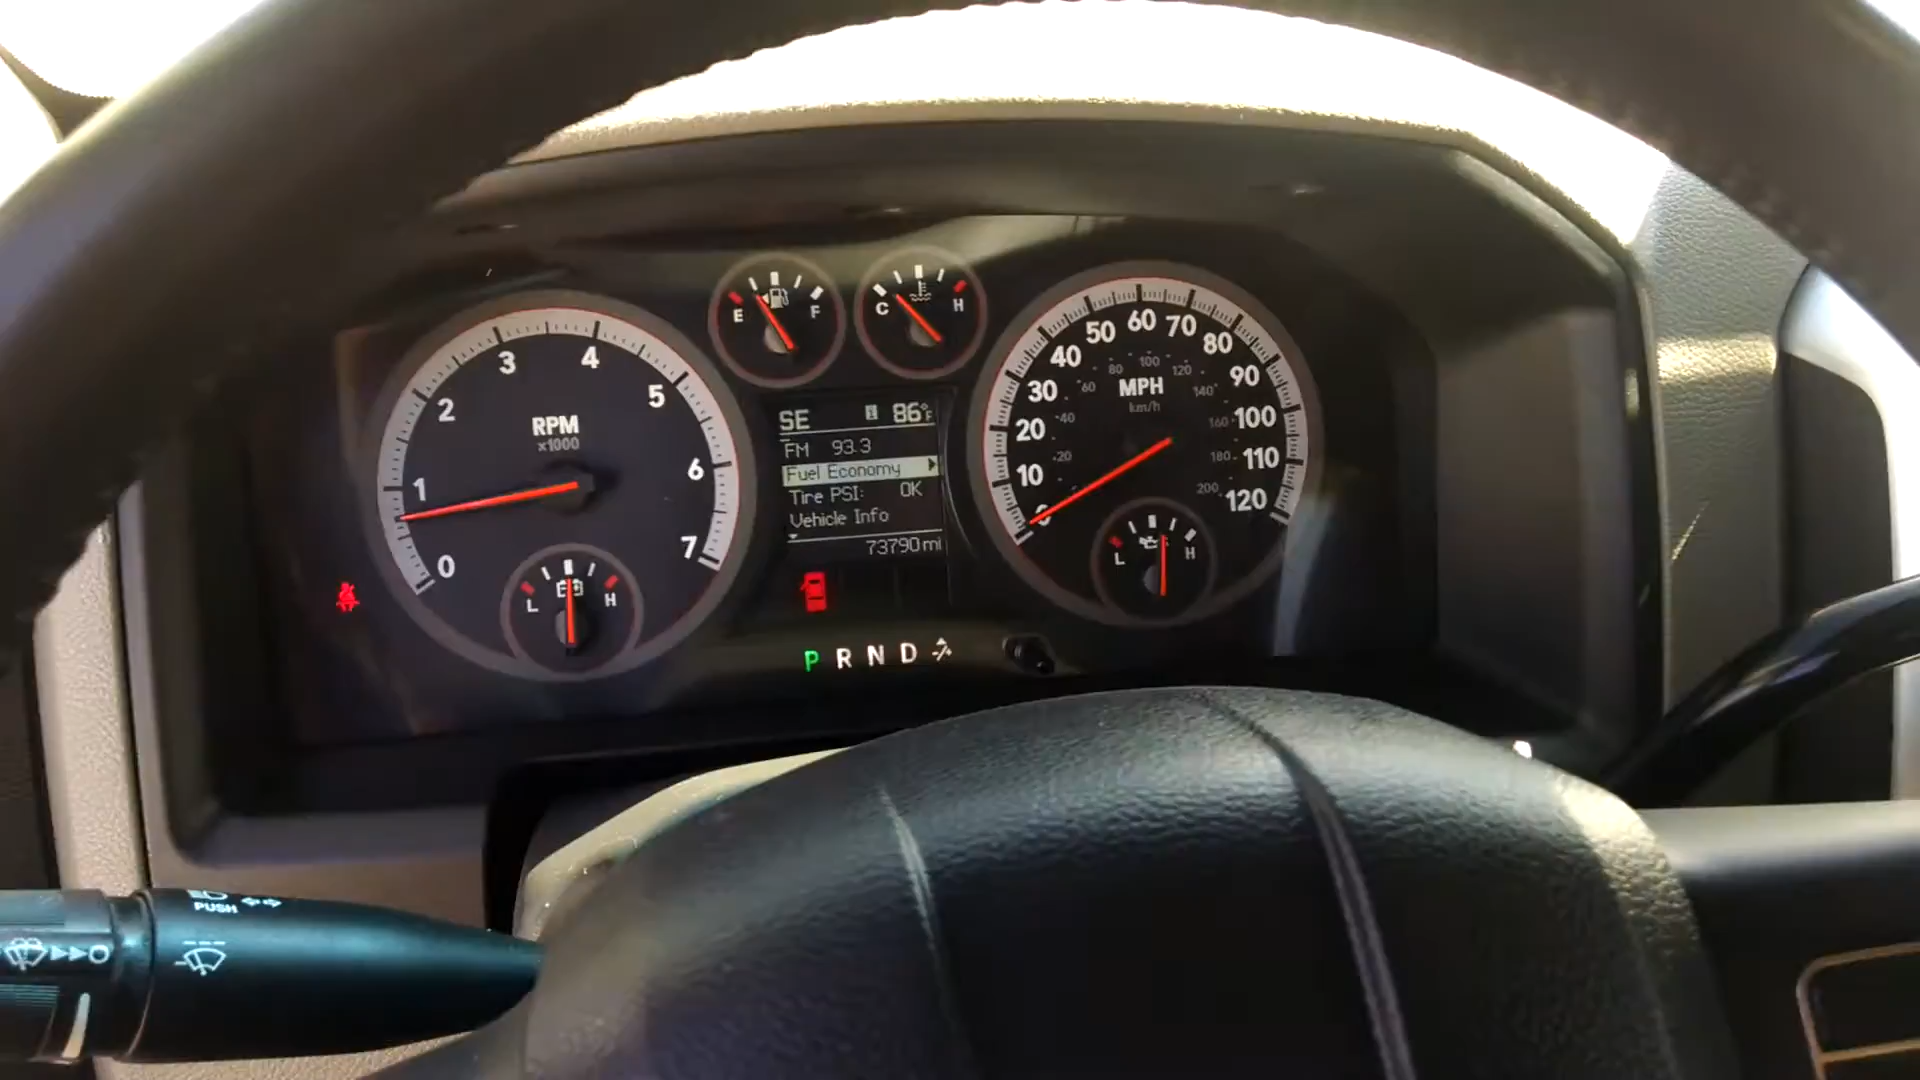 E F
C H
0 1 2 3 4 5 6 7
RPM
x1000
L H
SE 86°F
FM 93.3
Fuel Economy
Tire PSI: OK
Vehicle Info
73790 mi
P R N D
0 10 20 30 40 50 60 70 80 90 100 110 120
MPH
km/h
20 40 60 80 100 120 140 160 180 200
L H
PUSH